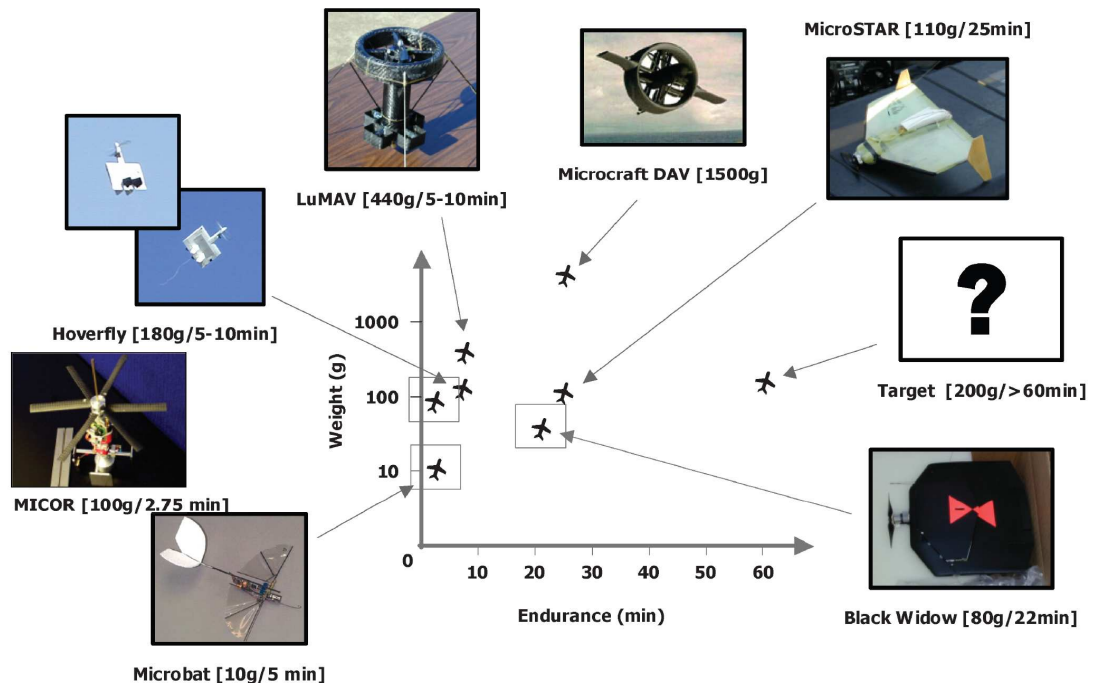 MicroSTAR [110g/25min]
Microcraft DAV [1500g]
LuMAV [440g/5-10min]
Hoverfly [180g/5-10min]
MICOR [100g/2.75 min]
Microbat [10g/5 min]
?
Target [200g/>60min]
Black Widow [80g/22min]
Weight (g)
1000
100
10
0
10 20 30 40 50 60
Endurance (min)